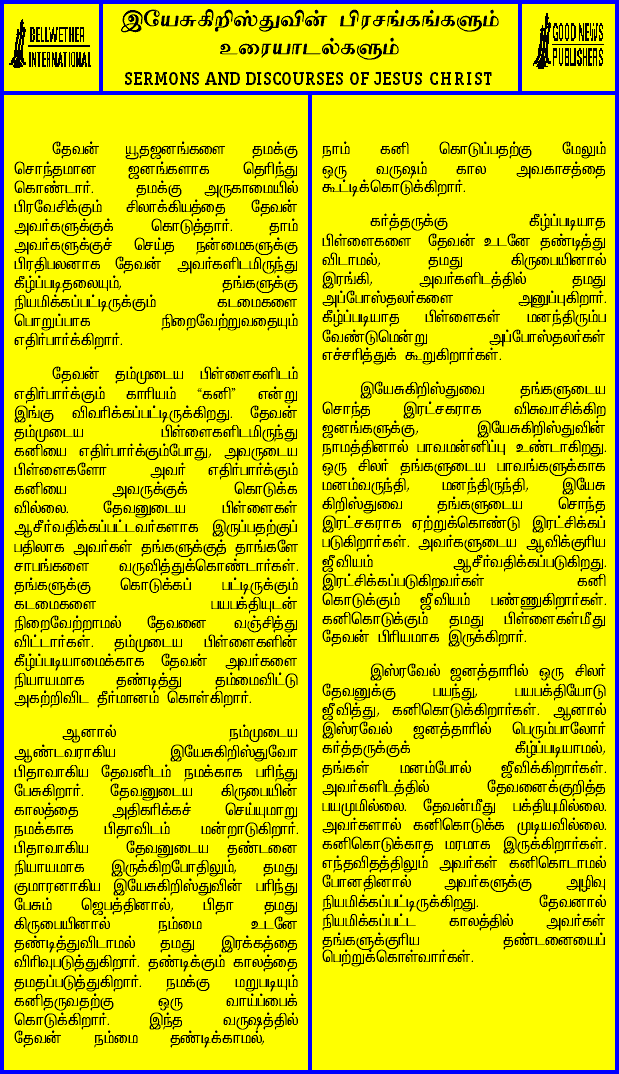 BELLWETHER
INTERNATIONAL
இயேசுகிறிஸ்துவின் பிரசங்கங்களும்
உரையாடல்களும்
SERMONS AND DISCOURSES OF JESUS CHRIST
GOOD NEWS
PUBLISHERS
தேவன் யூதஜனங்களை தமக்கு
சொந்தமான ஜனங்களாக தெரிந்து
கொண்டார். தமக்கு அருகாமையில்
பிரவேசிக்கும் சிலாக்கியத்தை தேவன்
அவர்களுக்குக் கொடுத்தார். தாம்
அவர்களுக்குச் செய்த நன்மைகளுக்கு
பிரதிபலனாக தேவன் அவர்களிடமிருந்து
கீழ்ப்படிதலையும், தங்களுக்கு
நியமிக்கப்பட்டிருக்கும் கடமைகளை
பொறுப்பாக நிறைவேற்றுவதையும்
எதிர்பார்க்கிறார்.
தேவன் தம்முடைய பிள்ளைகளிடம்
எதிர்பார்க்கும் காரியம் “கனி” என்று
இங்கு விவரிக்கப்பட்டிருக்கிறது. தேவன்
தம்முடைய பிள்ளைகளிடமிருந்து
கனியை எதிர்பார்க்கும்போது, அவருடைய
பிள்ளைகளோ அவர் எதிர்பார்க்கும்
கனியை அவருக்குக் கொடுக்க
வில்லை. தேவனுடைய பிள்ளைகள்
ஆசீர்வதிக்கப்பட்டவர்களாக இருப்பதற்குப்
பதிலாக அவர்கள் தங்களுக்குத் தாங்களே
சாபங்களை வருவித்துக்கொண்டார்கள்.
தங்களுக்கு கொடுக்கப் பட்டிருக்கும்
கடமைகளை பயபக்தியுடன்
நிறைவேற்றாமல் தேவனை வஞ்சித்து
விட்டார்கள். தம்முடைய பிள்ளைகளின்
கீழ்ப்படியாமைக்காக தேவன் அவர்களை
நியாயமாக தண்டித்து தம்மைவிட்டு
அகற்றிவிட தீர்மானம் கொள்கிறார்.
ஆனால் நம்முடைய
ஆண்டவராகிய இயேசுகிறிஸ்துவோ
பிதாவாகிய தேவனிடம் நமக்காக பரிந்து
பேசுகிறார். தேவனுடைய கிருபையின்
காலத்தை அதிகரிக்கச் செய்யுமாறு
நமக்காக பிதாவிடம் மன்றாடுகிறார்.
பிதாவாகிய தேவனுடைய தண்டனை
நியாயமாக இருக்கிறபோதிலும், தமது
குமாரனாகிய இயேசுகிறிஸ்துவின் பரிந்து
பேசும் ஜெபத்தினால், பிதா தமது
கிருபையினால் நம்மை உடனே
தண்டித்துவிடாமல் தமது இரக்கத்தை
விரிவுபடுத்துகிறார். தண்டிக்கும் காலத்தை
தமதப்படுத்துகிறார். நமக்கு மறுபடியும்
கனிதருவதற்கு ஒரு வாய்ப்பைக்
கொடுக்கிறார். இந்த வருஷத்தில்
தேவன் நம்மை தண்டிக்காமல்,
நாம் கனி கொடுப்பதற்கு மேலும்
ஒரு வருஷம் கால அவகாசத்தை
கூட்டிக்கொடுக்கிறார்.
கர்த்தருக்கு கீழ்ப்படியாத
பிள்ளைகளை தேவன் உடனே தண்டித்து
விடாமல், தமது கிருபையினால்
இரங்கி, அவர்களிடத்தில் தமது
அப்போஸ்தலர்களை அனுப்புகிறார்.
கீழ்ப்படியாத பிள்ளைகள் மனந்திரும்ப
வேண்டுமென்று அப்போஸ்தலர்கள்
எச்சரித்துக் கூறுகிறார்கள்.
இயேசுகிறிஸ்துவை தங்களுடைய
சொந்த இரட்சகராக விசுவாசிக்கிற
ஜனங்களுக்கு, இயேசுகிறிஸ்துவின்
நாமத்தினால் பாவமன்னிப்பு உண்டாகிறது.
ஒரு சிலர் தங்களுடைய பாவங்களுக்காக
மனம்வருந்தி, மனந்திருந்தி, இயேசு
கிறிஸ்துவை தங்களுடைய சொந்த
இரட்சகராக ஏற்றுக்கொண்டு இரட்சிக்கப்
படுகிறார்கள். அவர்களுடைய ஆவிக்குரிய
ஜீவியம் ஆசீர்வதிக்கப்படுகிறது.
இரட்சிக்கப்படுகிறவர்கள் கனி
கொடுக்கும் ஜீவியம் பண்ணுகிறார்கள்.
கனிகொடுக்கும் தமது பிள்ளைகள்மீது
தேவன் பிரியமாக இருக்கிறார்.
இஸ்ரவேல் ஜனத்தாரில் ஒரு சிலர்
தேவனுக்கு பயந்து, பயபக்தியோடு
ஜீவித்து, கனிகொடுக்கிறார்கள். ஆனால்
இஸ்ரவேல் ஜனத்தாரில் பெரும்பாலோர்
கர்த்தருக்குக் கீழ்ப்படியாமல்,
தங்கள் மனம்போல் ஜீவிக்கிறார்கள்.
அவர்களிடத்தில் தேவனைக்குறித்த
பயமுமில்லை. தேவன்மீது பக்தியுமில்லை.
அவர்களால் கனிகொடுக்க முடியவில்லை.
கனிகொடுக்காத மரமாக இருக்கிறார்கள்.
எந்தவிதத்திலும் அவர்கள் கனிகொடாமல்
போனதினால் அவர்களுக்கு அழிவு
நியமிக்கப்பட்டிருக்கிறது. தேவனால்
நியமிக்கப்பட்ட காலத்தில் அவர்கள்
தங்களுக்குரிய தண்டனையைப்
பெற்றுக்கொள்வார்கள்.